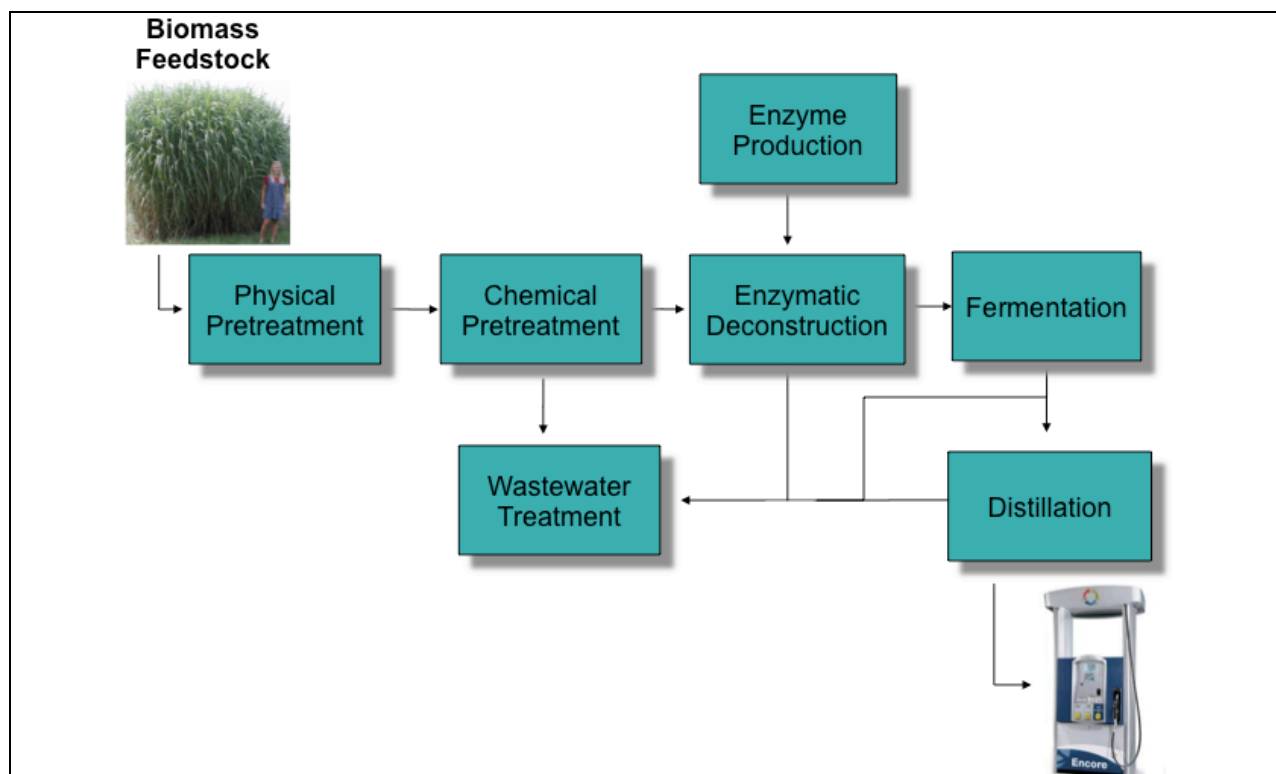 Biomass
Feedstock
Enzyme
Production
Physical
Pretreatment
Chemical
Pretreatment
Enzymatic
Deconstruction
Fermentation
Wastewater
Treatment
Distillation
Encore